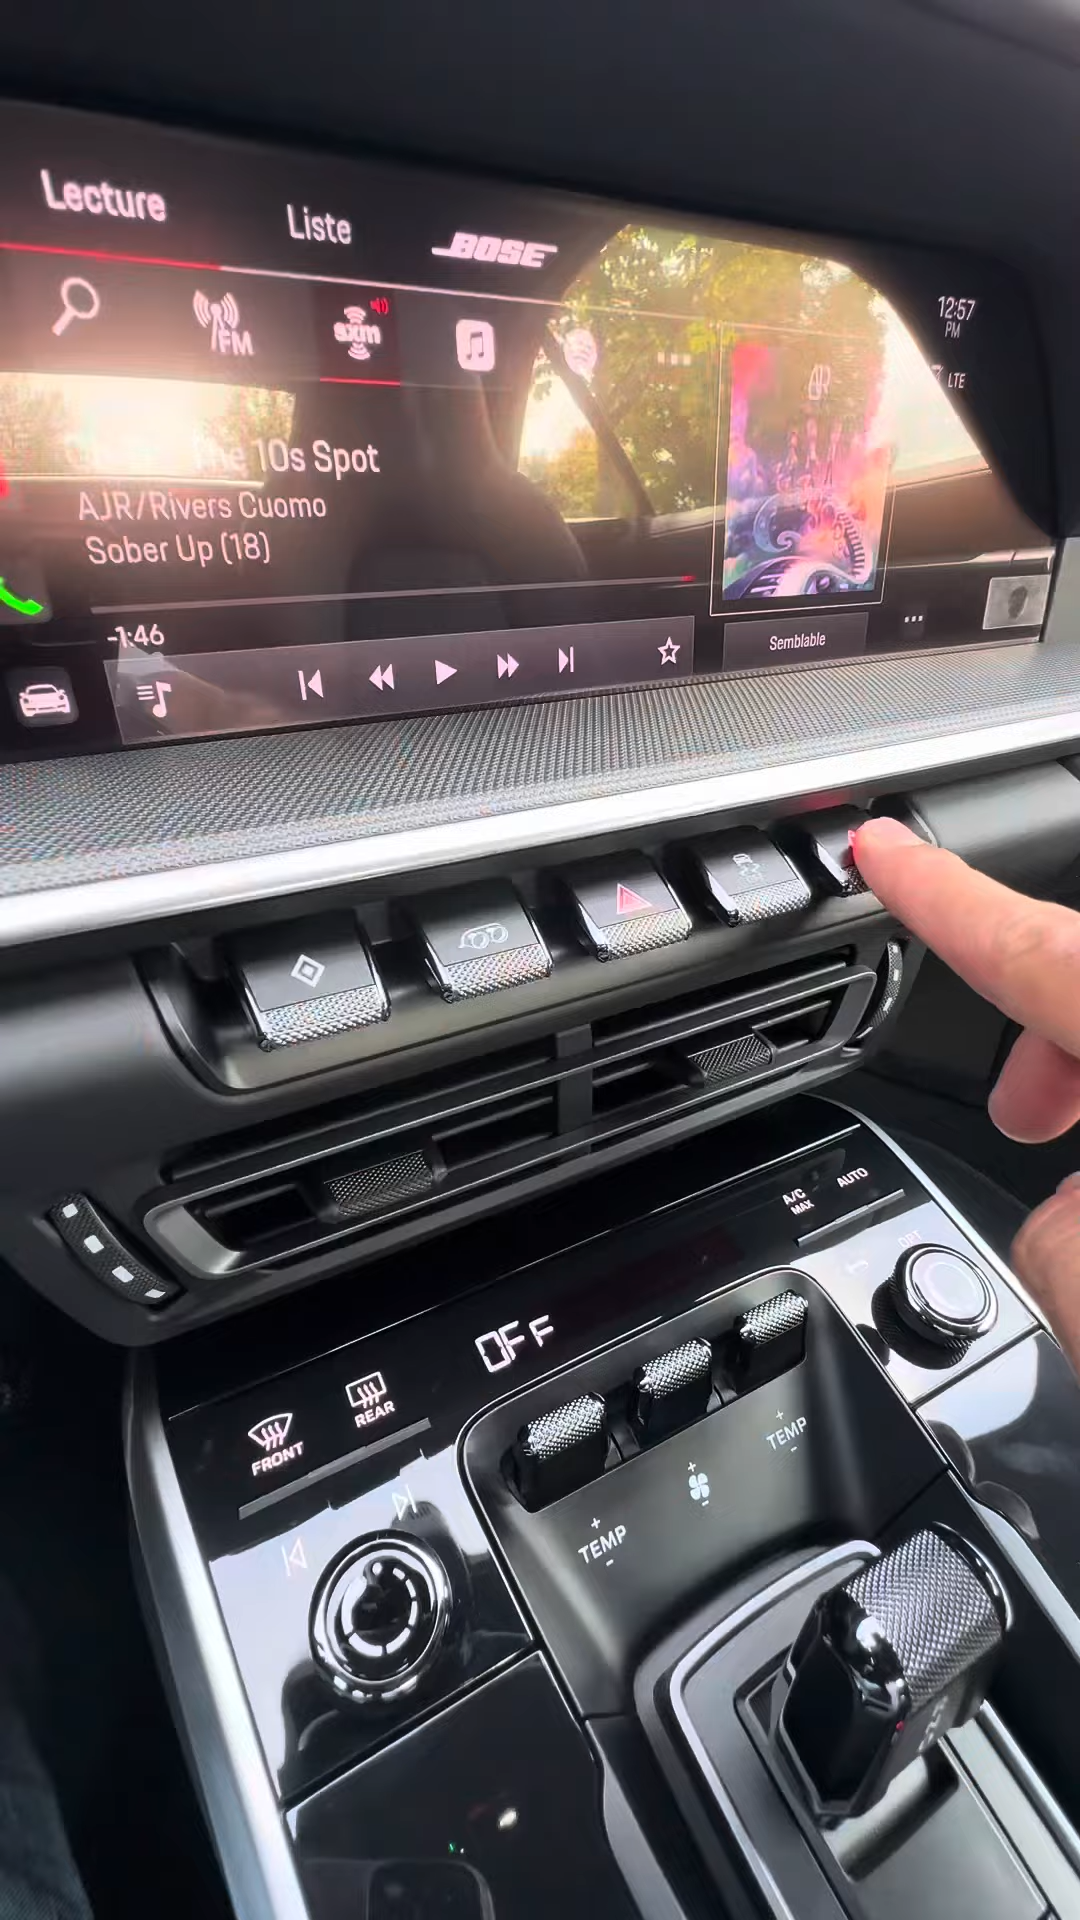 Lecture
Liste
BOSE
12:57
PM
FM
sxm
LTE
10s Spot
AJR/Rivers Cuomo
Sober Up (18)
-1:46
Semblable
A/C
MAX
AUTO
OFF
REAR
FRONT
TEMP
TEMP